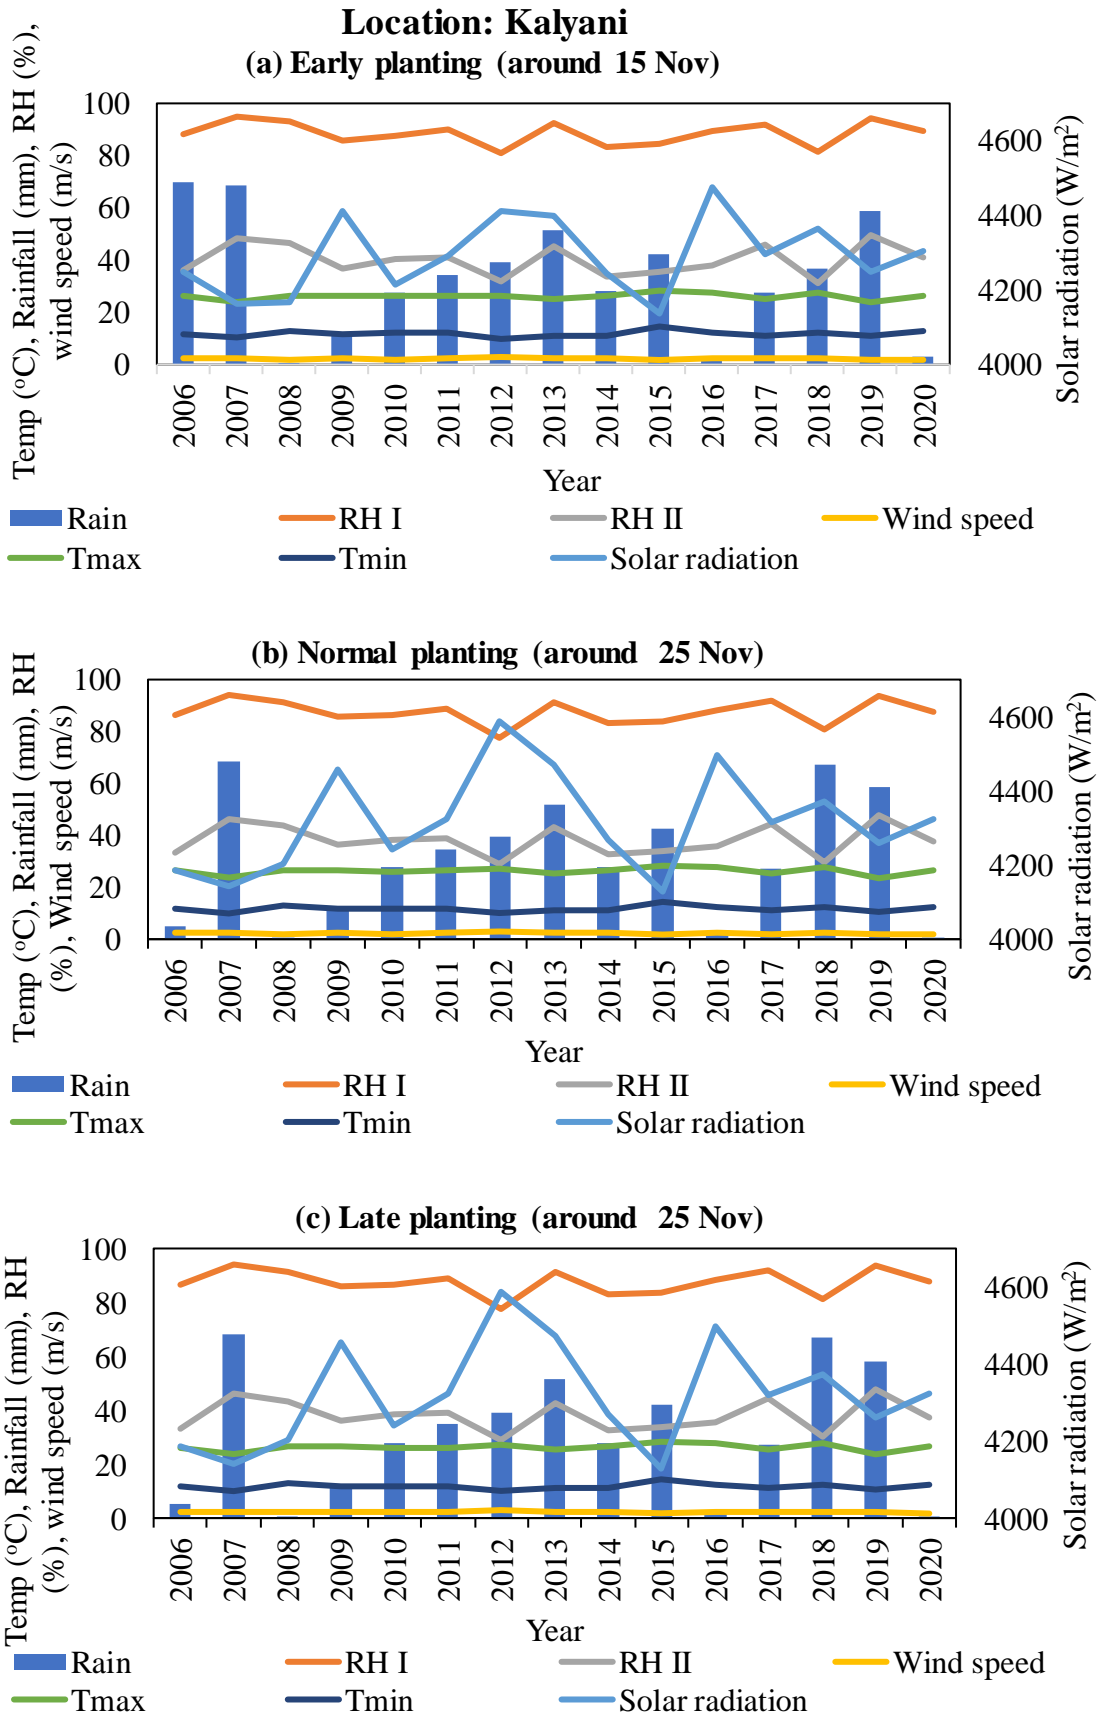 Location: Kalyani
(a) Early planting (around 15 Nov)
Temp (°C), Rainfall (mm), RH (%),
wind speed (m/s)
100
80
60
40
20
0
4600
4400
4200
4000
Solar radiation (W/m²)
2006 2007 2008 2009 2010 2011 2012 2013 2014 2015 2016 2017 2018 2019 2020
Year
Rain RH I RH II Wind speed
Tmax Tmin Solar radiation
(b) Normal planting (around 25 Nov)
Temp (°C), Rainfall (mm), RH
(%), Wind speed (m/s)
100
80
60
40
20
0
4600
4400
4200
4000
Solar radiation (W/m²)
2006 2007 2008 2009 2010 2011 2012 2013 2014 2015 2016 2017 2018 2019 2020
Year
Rain RH I RH II Wind speed
Tmax Tmin Solar radiation
(c) Late planting (around 25 Nov)
Temp (°C), Rainfall (mm), RH
(%), wind speed (m/s)
100
80
60
40
20
0
4600
4400
4200
4000
Solar radiation (W/m²)
2006 2007 2008 2009 2010 2011 2012 2013 2014 2015 2016 2017 2018 2019 2020
Year
Rain RH I RH II Wind speed
Tmax Tmin Solar radiation